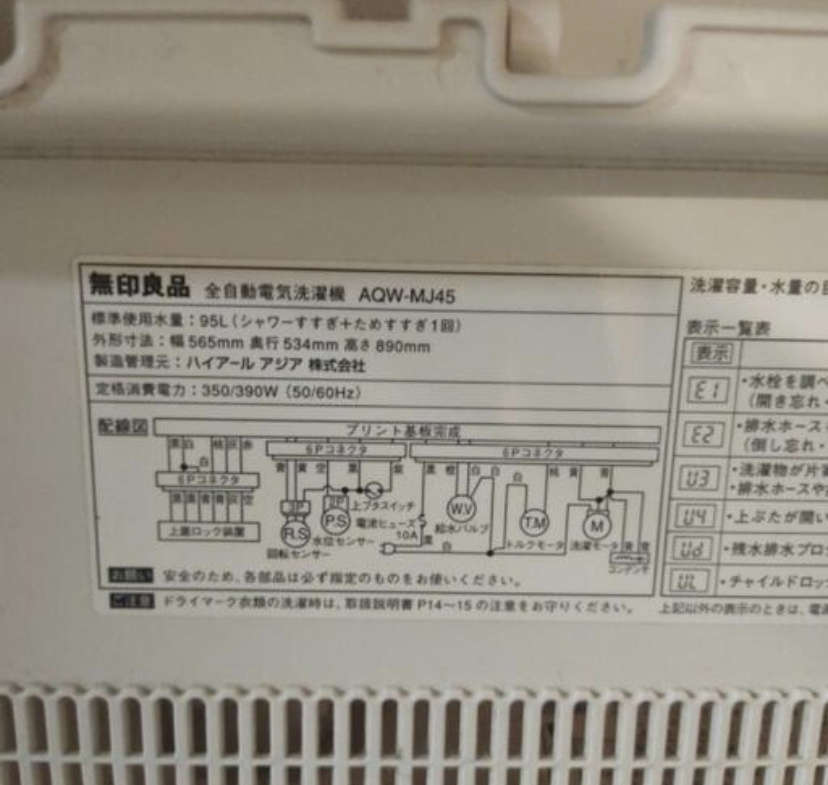 無印良品 全自動電気洗濯機 AQW-MJ45
標準使用水量：95L（シャワーすすぎ+ためすすぎ1回）
外形寸法：幅 565mm 奥行 534mm 高さ 890mm
製造管理元：ハイアール アジア 株式会社
定格消費電力：350/390W（50/60Hz）
配線図
プリント基板完成
6Pコネクタ
6Pコネクタ
6Pコネクタ
黒 白 桃 灰 赤
白
3P
2P
上フタスイッチ
R.S
P.S
W.V
T.M
M
電流ヒューズ
10A
給水バルブ
上蓋ロック装置
回転センサー
水位センサー
トルクモータ
洗濯モータ
コンデンサ
黒
白
お願い 安全のため、各部品は必ず指定のものをお使いください。
ご注意 ドライマーク衣類の洗濯時は、取扱説明書 P14～15 の注意をお守りください。
洗濯容量・水量の目
表示一覧表
表示
E1 ・水栓を調べ
（開き忘れ・
E2 ・排水ホース
（倒し忘れ・
U3 ・洗濯物が片寄
・排水ホースや
U4 ・上ぶたが開い
Ud ・残水排水プロ
UL ・チャイルドロッ
上記以外の表示のときは、電源